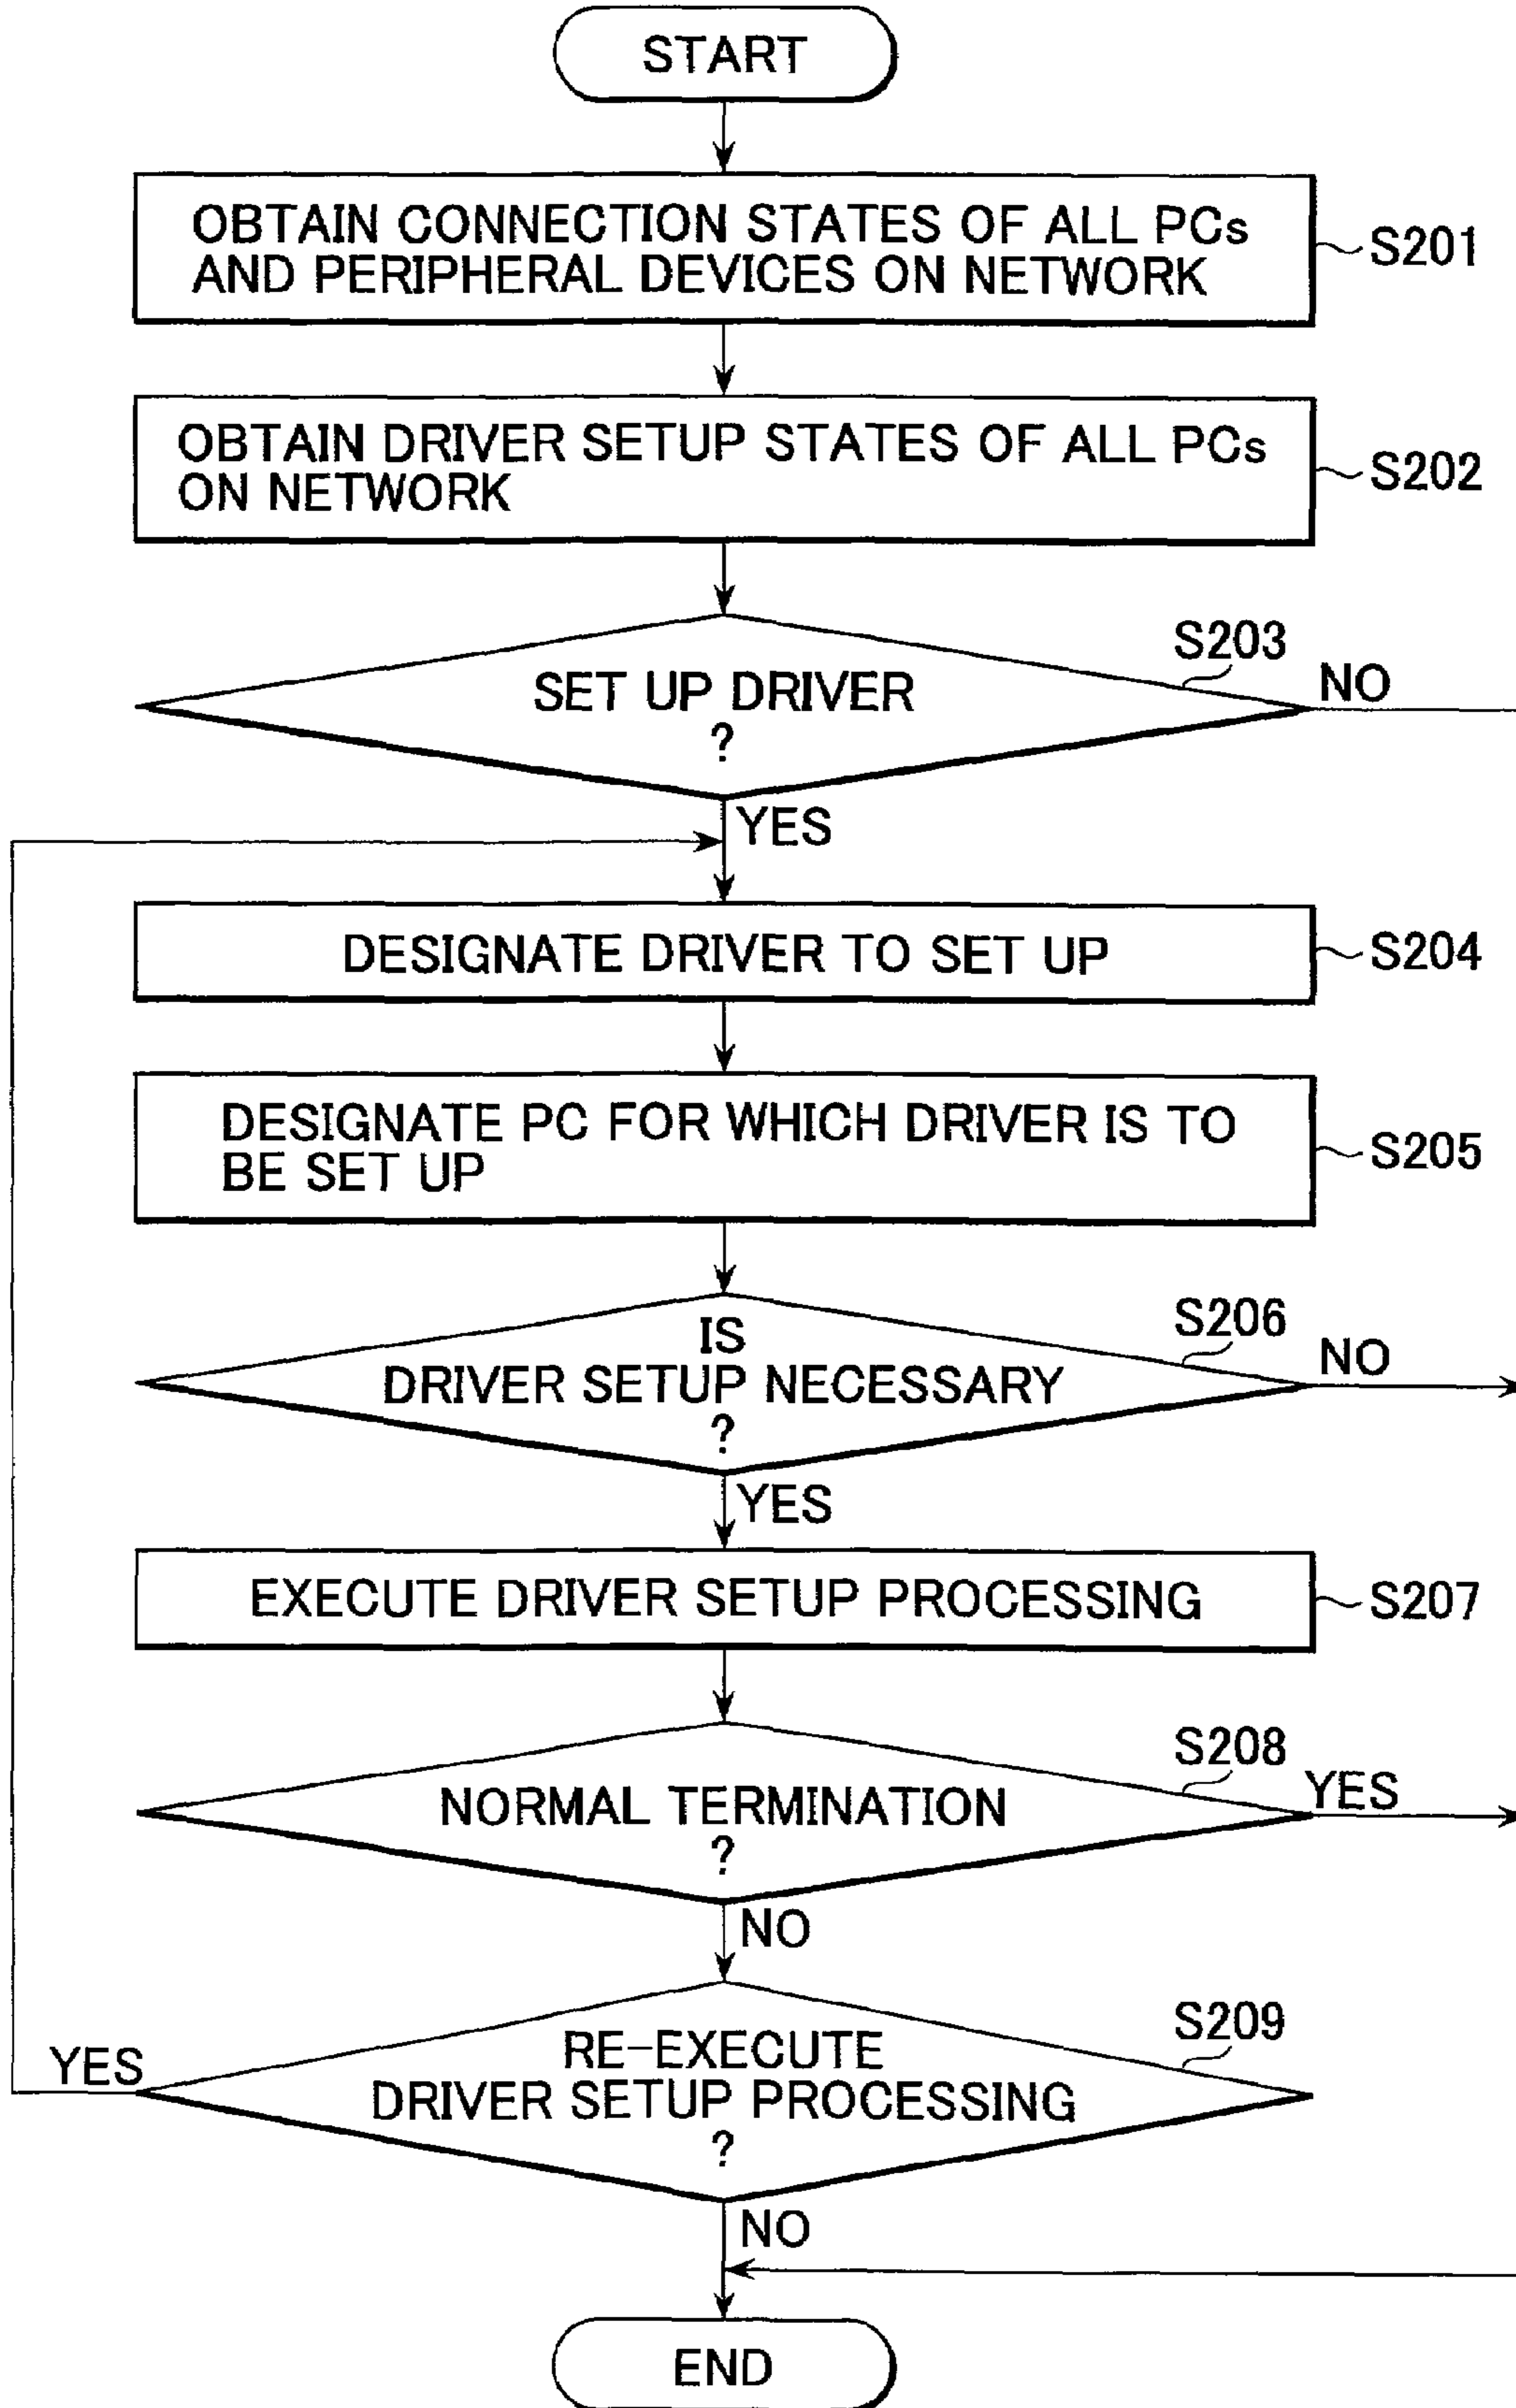 START
OBTAIN CONNECTION STATES OF ALL PCs
AND PERIPHERAL DEVICES ON NETWORK
S201
OBTAIN DRIVER SETUP STATES OF ALL PCs
ON NETWORK
S202
S203
SET UP DRIVER
?
NO
YES
DESIGNATE DRIVER TO SET UP
S204
DESIGNATE PC FOR WHICH DRIVER IS TO
BE SET UP
S205
S206
IS
DRIVER SETUP NECESSARY
?
NO
YES
EXECUTE DRIVER SETUP PROCESSING
S207
S208
NORMAL TERMINATION
?
YES
NO
S209
RE-EXECUTE
DRIVER SETUP PROCESSING
?
YES
NO
END